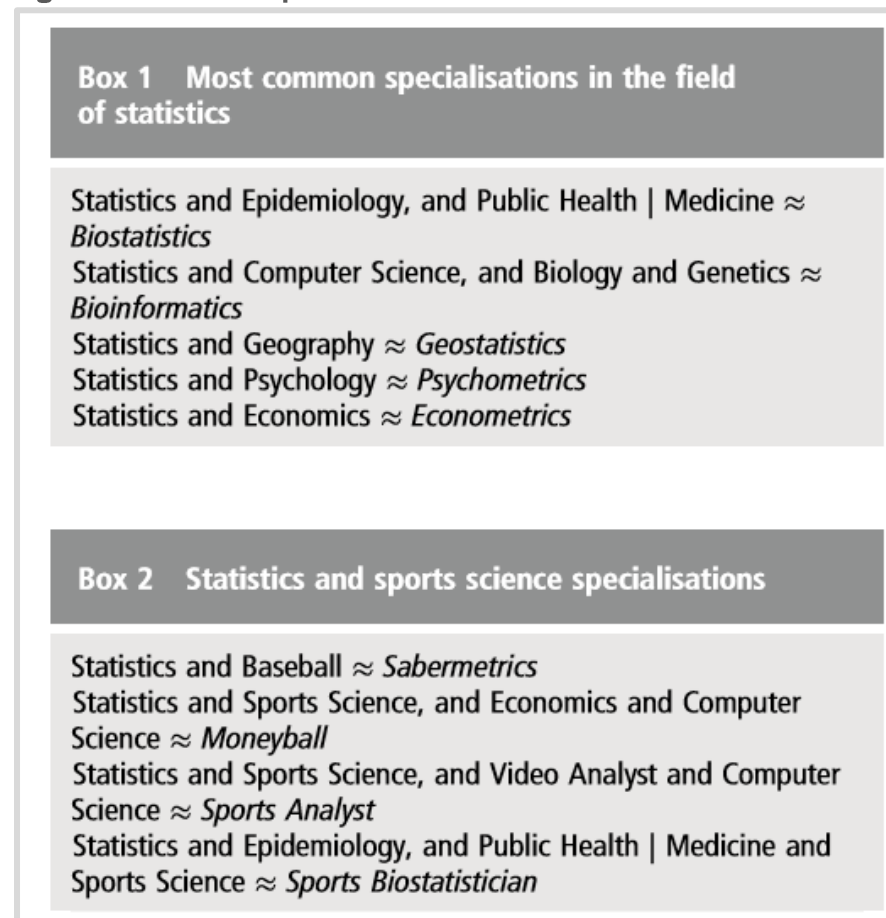 Box 1 Most common specialisations in the field
of statistics
Statistics and Epidemiology, and Public Health | Medicine ≈
Biostatistics
Statistics and Computer Science, and Biology and Genetics ≈
Bioinformatics
Statistics and Geography ≈ Geostatistics
Statistics and Psychology ≈ Psychometrics
Statistics and Economics ≈ Econometrics
Box 2 Statistics and sports science specialisations
Statistics and Baseball ≈ Sabermetrics
Statistics and Sports Science, and Economics and Computer
Science ≈ Moneyball
Statistics and Sports Science, and Video Analyst and Computer
Science ≈ Sports Analyst
Statistics and Epidemiology, and Public Health | Medicine and
Sports Science ≈ Sports Biostatistician